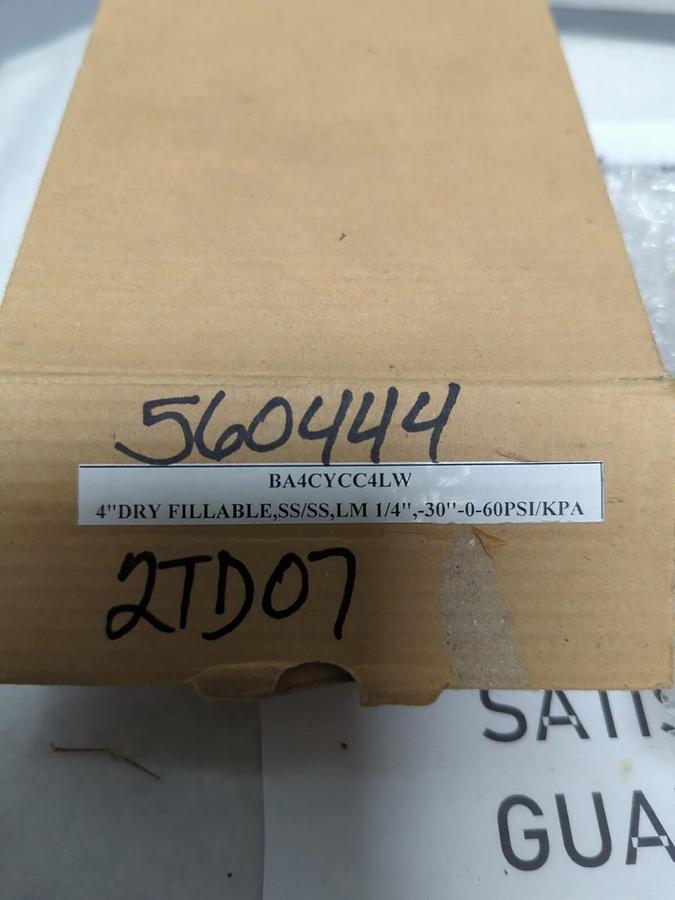 560444
BA4CYCC4LW
4"DRY FILLABLE,SS/SS,LM 1/4",-30"-0-60PSI/KPA
2TD07
SATIS
GUA